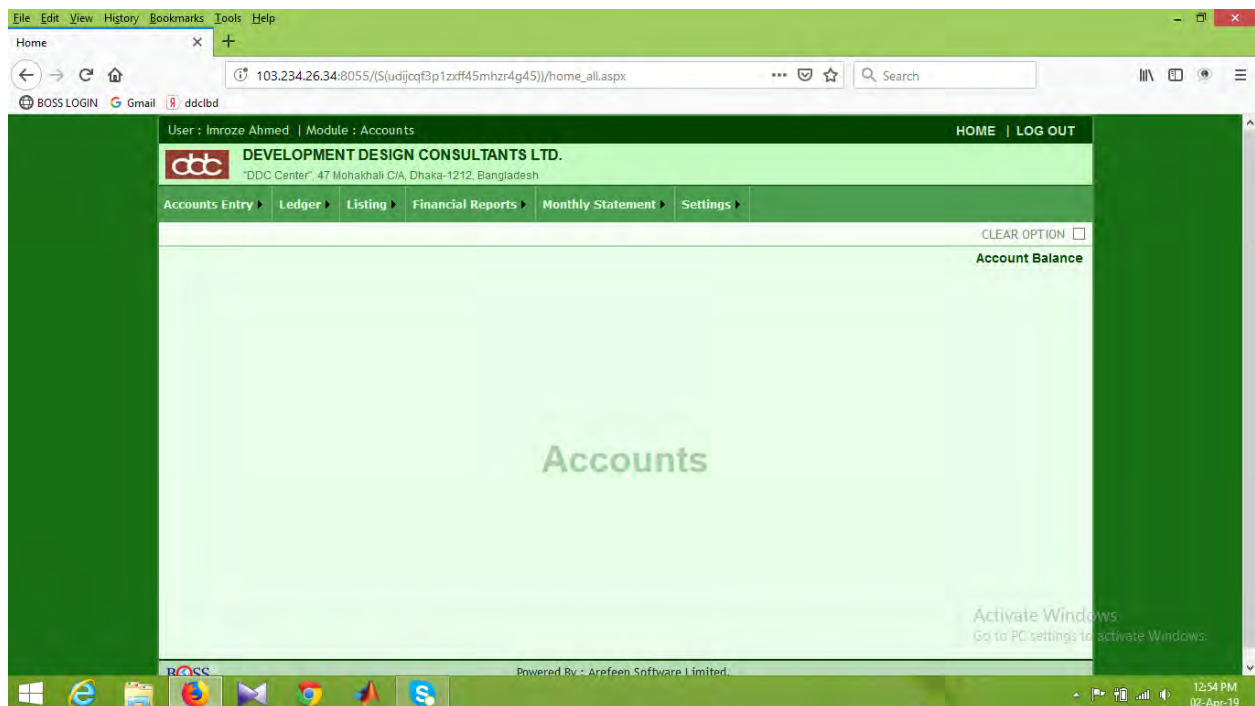 File Edit View History Bookmarks Tools Help
Home
103.234.26.34:8055/(S(udijcqf3p1zxff45mhzr4g45))/home_all.aspx
Search
BOSS LOGIN Gmail ddclbd
User : Imroze Ahmed | Module : Accounts HOME | LOG OUT
ddc DEVELOPMENT DESIGN CONSULTANTS LTD.
"DDC Center", 47 Mohakhali C/A, Dhaka-1212, Bangladesh
Accounts Entry Ledger Listing Financial Reports Monthly Statement Settings
CLEAR OPTION
Account Balance
Accounts
Activate Windows
Go to PC settings to activate Windows.
BOSS Powered By : Arefeen Software Limited.
12:54 PM
02-Apr-19